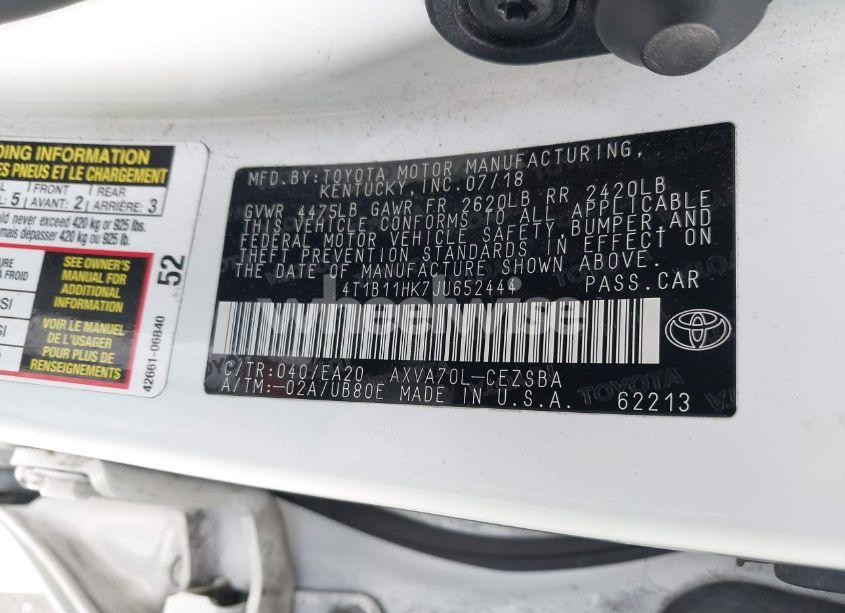 DING INFORMATION
ES PNEUS ET LE CHARGEMENT
FRONT
REAR
5
AVANT: 2
ARRIÈRE: 3
never exceed 420 kg or 925 lbs.
mais dépasser 420 kg ou 925 lb.
FROID
SEE OWNER'S
MANUAL FOR
ADDITIONAL
INFORMATION
VOIR LE MANUEL
DE L'USAGER
POUR PLUS DE
RENSEIGNEMENTS
52
42661-06B40
MFD.BY:TOYOTA MOTOR MANUFACTURING,
KENTUCKY, INC.07/18
GVWR 4475LB GAWR FR 2620LB RR 2420LB
THIS VEHICLE CONFORMS TO ALL APPLICABLE
FEDERAL MOTOR VEHICLE SAFETY, BUMPER, AND
THEFT PREVENTION STANDARDS IN EFFECT ON
THE DATE OF MANUFACTURE SHOWN ABOVE.
4T1B11HK7JU652444 PASS.CAR
wheelwise
C/TR:040/EA20 AXVA70L-CEZSBA
A/TM:-02A/UB80E MADE IN U.S.A. 62213
TOYOTA